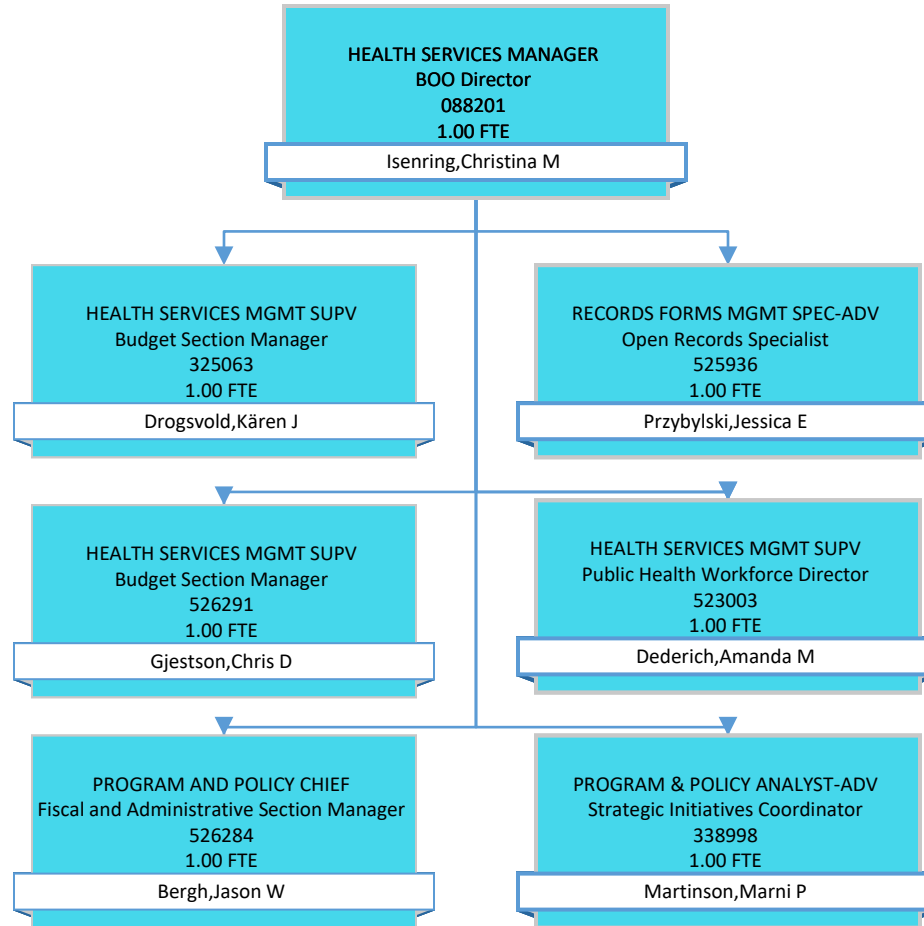 HEALTH SERVICES MANAGER
BOO Director
088201
1.00 FTE
Isenring,Christina M
HEALTH SERVICES MGMT SUPV
Budget Section Manager
325063
1.00 FTE
Drogsvold,Kären J
RECORDS FORMS MGMT SPEC-ADV
Open Records Specialist
525936
1.00 FTE
Przybylski,Jessica E
HEALTH SERVICES MGMT SUPV
Budget Section Manager
526291
1.00 FTE
Gjestson,Chris D
HEALTH SERVICES MGMT SUPV
Public Health Workforce Director
523003
1.00 FTE
Dederich,Amanda M
PROGRAM AND POLICY CHIEF
Fiscal and Administrative Section Manager
526284
1.00 FTE
Bergh,Jason W
PROGRAM & POLICY ANALYST-ADV
Strategic Initiatives Coordinator
338998
1.00 FTE
Martinson,Marni P